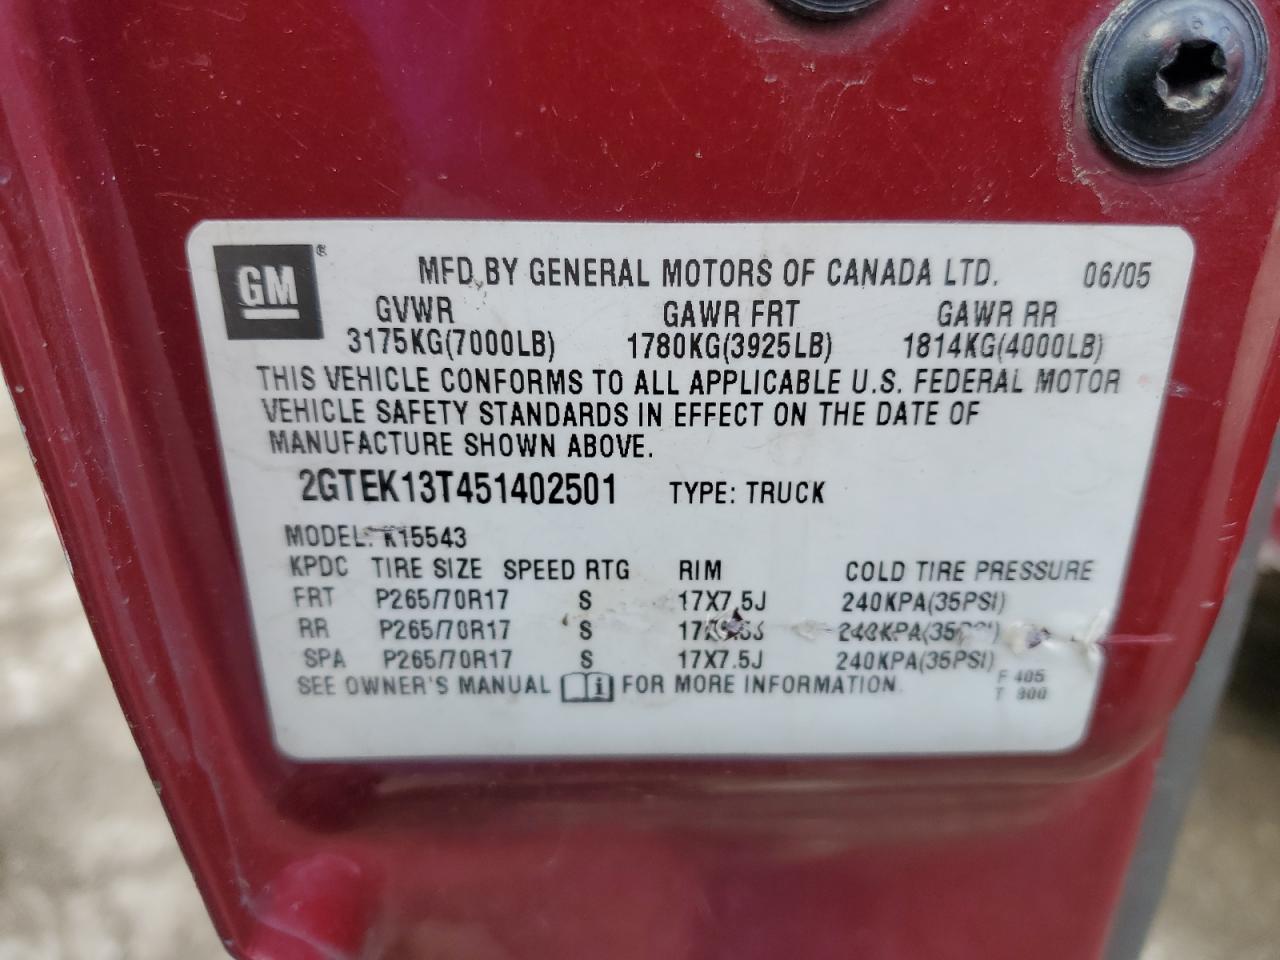 GM ®
MFD BY GENERAL MOTORS OF CANADA LTD. 06/05
GVWR GAWR FRT GAWR RR
3175KG(7000LB) 1780KG(3925LB) 1814KG(4000LB)
THIS VEHICLE CONFORMS TO ALL APPLICABLE U.S. FEDERAL MOTOR
VEHICLE SAFETY STANDARDS IN EFFECT ON THE DATE OF
MANUFACTURE SHOWN ABOVE.
2GTEK13T451402501 TYPE: TRUCK
MODEL: K15543
KPDC TIRE SIZE SPEED RTG RIM COLD TIRE PRESSURE
FRT P265/70R17 S 17X7.5J 240KPA(35PSI)
RR P265/70R17 S
SPA P265/70R17 S 17X7.5J 240KPA(35PSI)
SEE OWNER'S MANUAL i FOR MORE INFORMATION
F 405
T